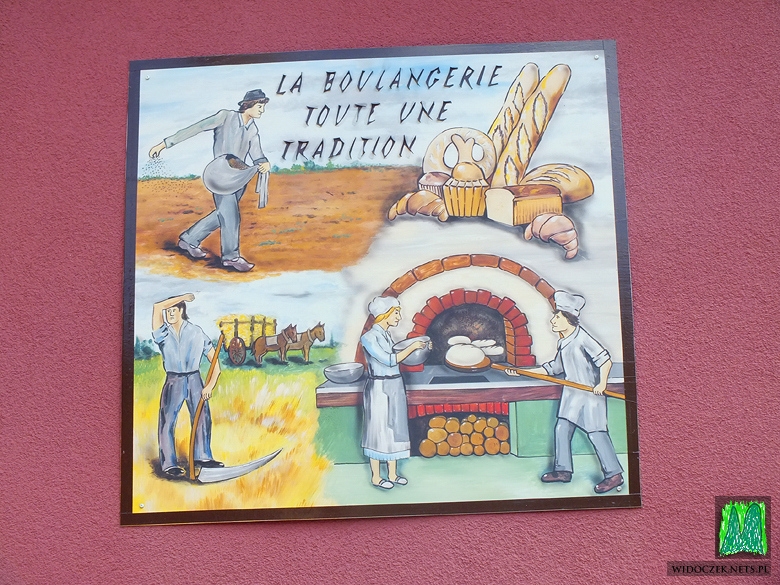 LA BOULANGERIE
TOUTE UNE
TRADITION
WIDOCZEK.NETS.PL